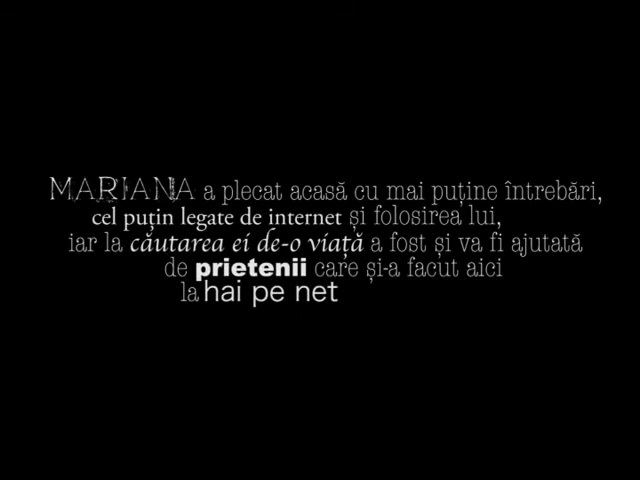 MARIANA a plecat acasă cu mai puține întrebări,
cel puțin legate de internet și folosirea lui,
iar la căutarea ei de-o viață a fost și va fi ajutată
de prietenii care și-a facut aici
la hai pe net